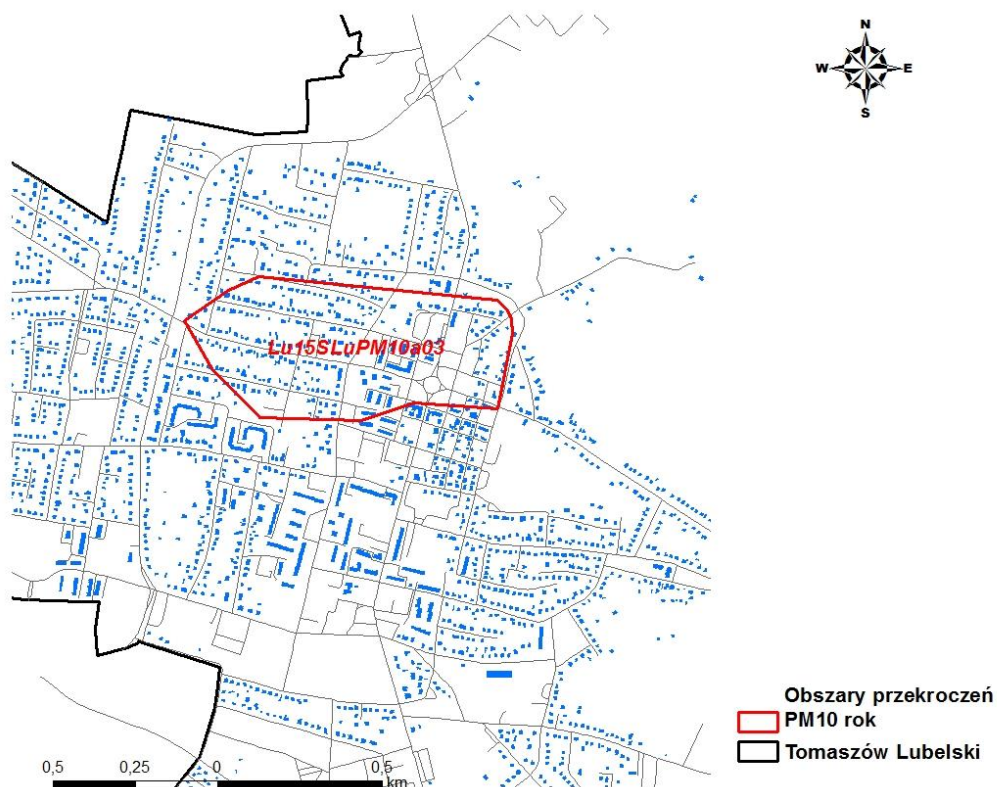 N
W E
S
Lu15SLuPM10a03
Obszary przekroczeń
PM10 rok
Tomaszów Lubelski
0,5 0,25 0 0,5
km